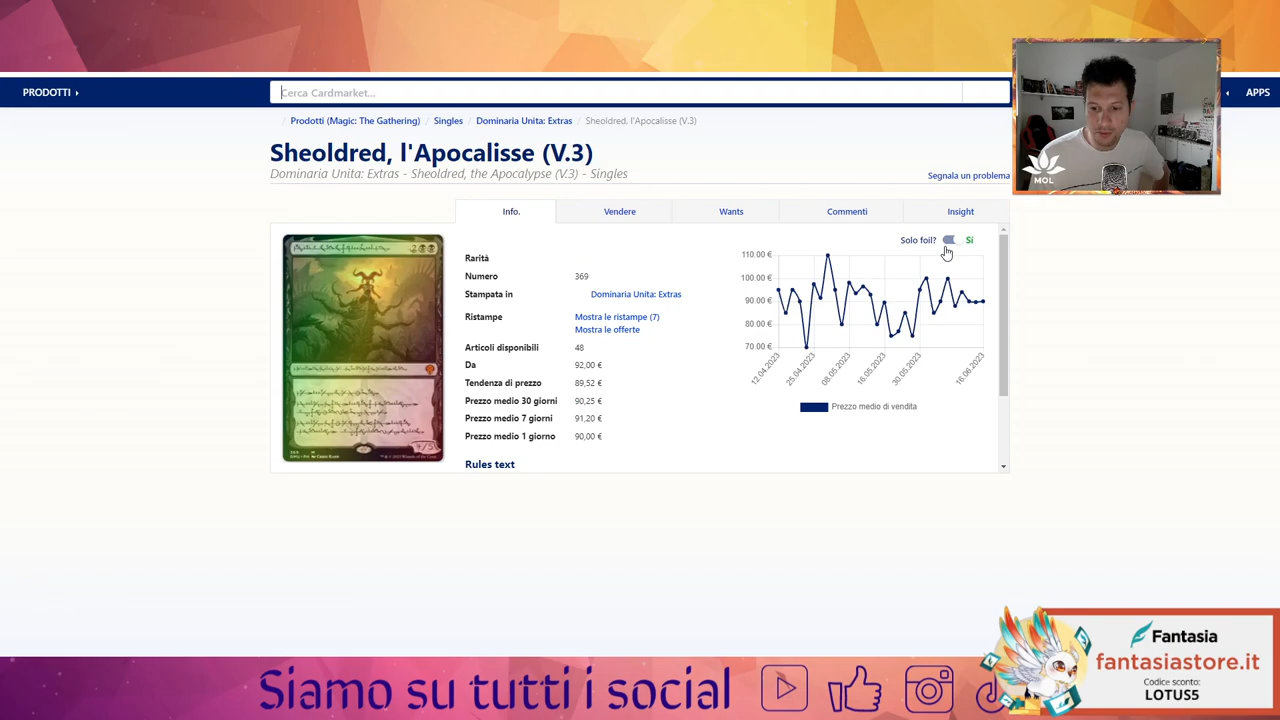 PRODOTTI
Cerca Cardmarket...
APPS
Prodotti (Magic: The Gathering) / Singles / Dominaria Unita: Extras / Sheoldred, l'Apocalisse (V.3)
Sheoldred, l'Apocalisse (V.3)
Dominaria Unita: Extras - Sheoldred, the Apocalypse (V.3) - Singles
Segnala un problema
MOL
Info.
Vendere
Wants
Commenti
Insight
Solo foil? Sí
Rarità
Numero 369
Stampata in Dominaria Unita: Extras
Ristampe Mostra le ristampe (7)
Mostra le offerte
Articoli disponibili 48
Da 92,00 €
Tendenza di prezzo 89,52 €
Prezzo medio 30 giorni 90,25 €
Prezzo medio 7 giorni 91,20 €
Prezzo medio 1 giorno 90,00 €
Rules text
110.00 €
100.00 €
90.00 €
80.00 €
70.00 €
12.04.2023
25.04.2023
08.05.2023
16.05.2023
30.05.2023
16.06.2023
Prezzo medio di vendita
Siamo su tutti i social
Fantasia
fantasiastore.it
Codice sconto:
LOTUS5